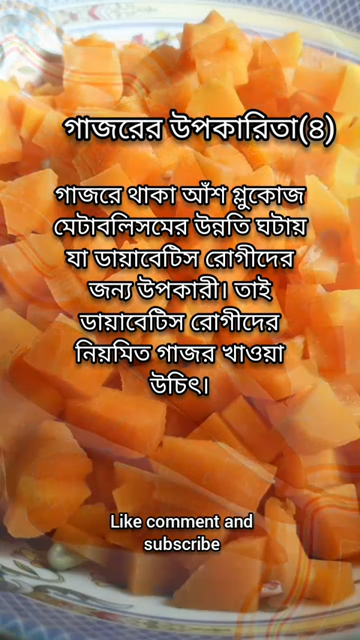 গাজরের উপকারিতা(৪)
গাজরে থাকা আঁশ গ্লুকোজ
মেটাবলিসমের উন্নতি ঘটায়
যা ডায়াবেটিস রোগীদের
জন্য উপকারী। তাই
ডায়াবেটিস রোগীদের
নিয়মিত গাজর খাওয়া
উচিৎ।
Like comment and
subscribe